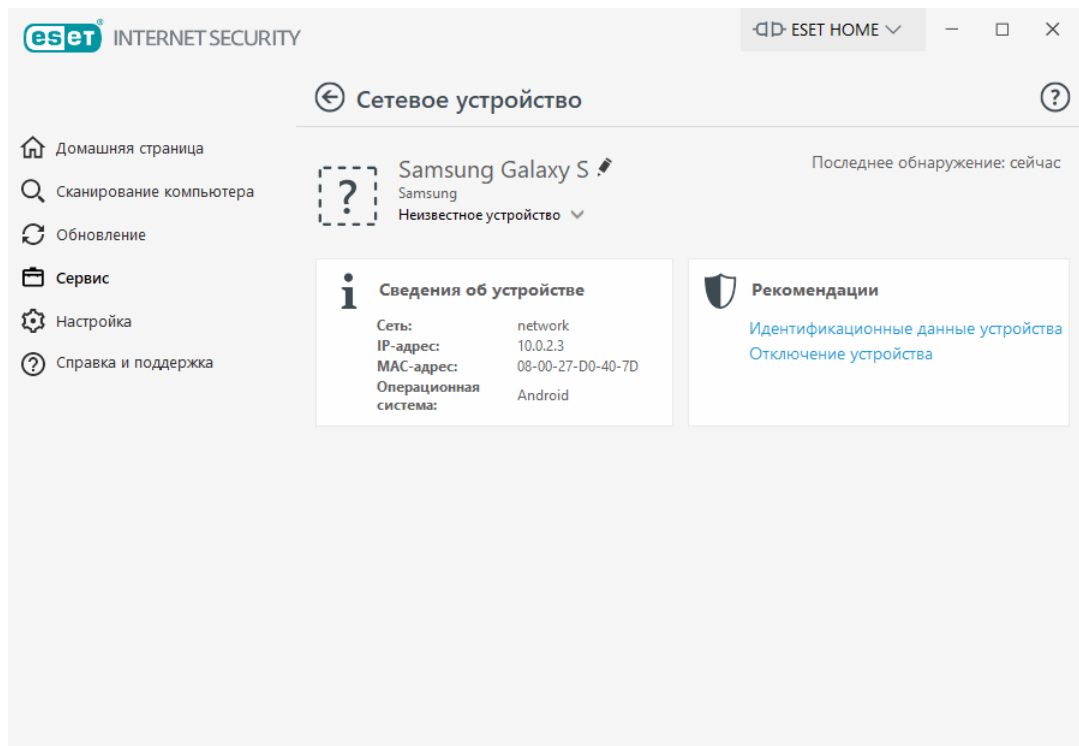 eset® INTERNET SECURITY
ESET HOME
Сетевое устройство
?
Домашняя страница
Сканирование компьютера
Обновление
Сервис
Настройка
Справка и поддержка
?
Samsung Galaxy S
Последнее обнаружение: сейчас
Samsung
Неизвестное устройство
Сведения об устройстве
Сеть: network
IP-адрес: 10.0.2.3
MAC-адрес: 08-00-27-D0-40-7D
Операционная
система: Android
Рекомендации
Идентификационные данные устройства
Отключение устройства